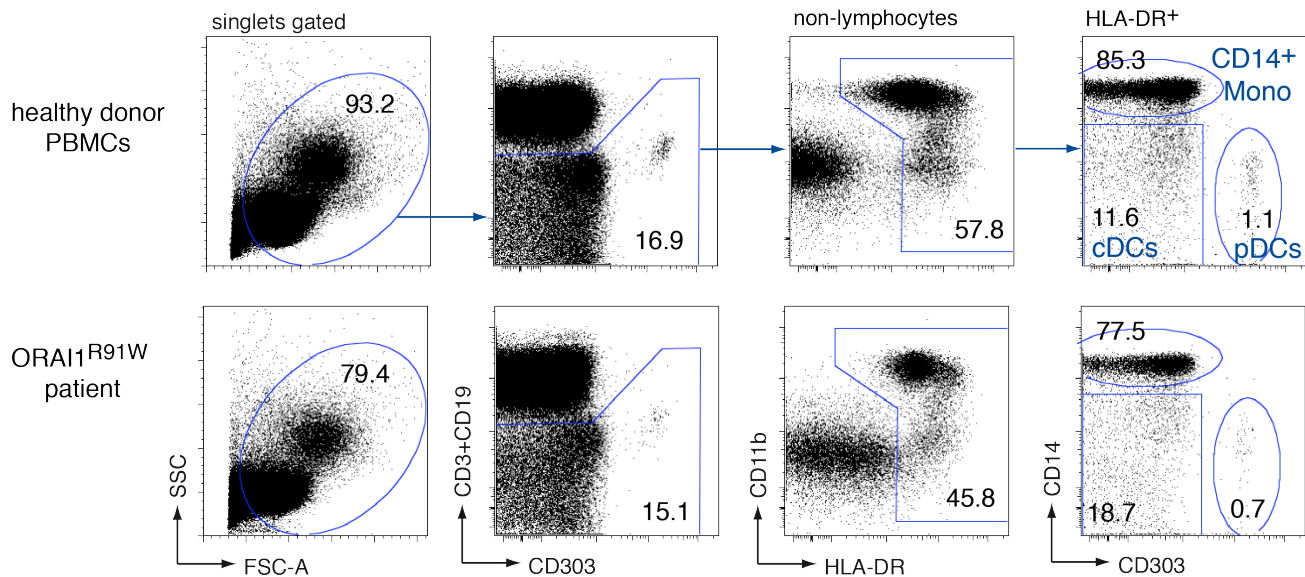 singlets gated
non-lymphocytes
HLA-DR+
healthy donor
PBMCs
93.2
16.9
57.8
85.3
CD14+
Mono
11.6
cDCs
1.1
pDCs
ORAI1R91W
patient
79.4
15.1
45.8
77.5
18.7
0.7
SSC
FSC-A
CD3+CD19
CD303
CD11b
HLA-DR
CD14
CD303